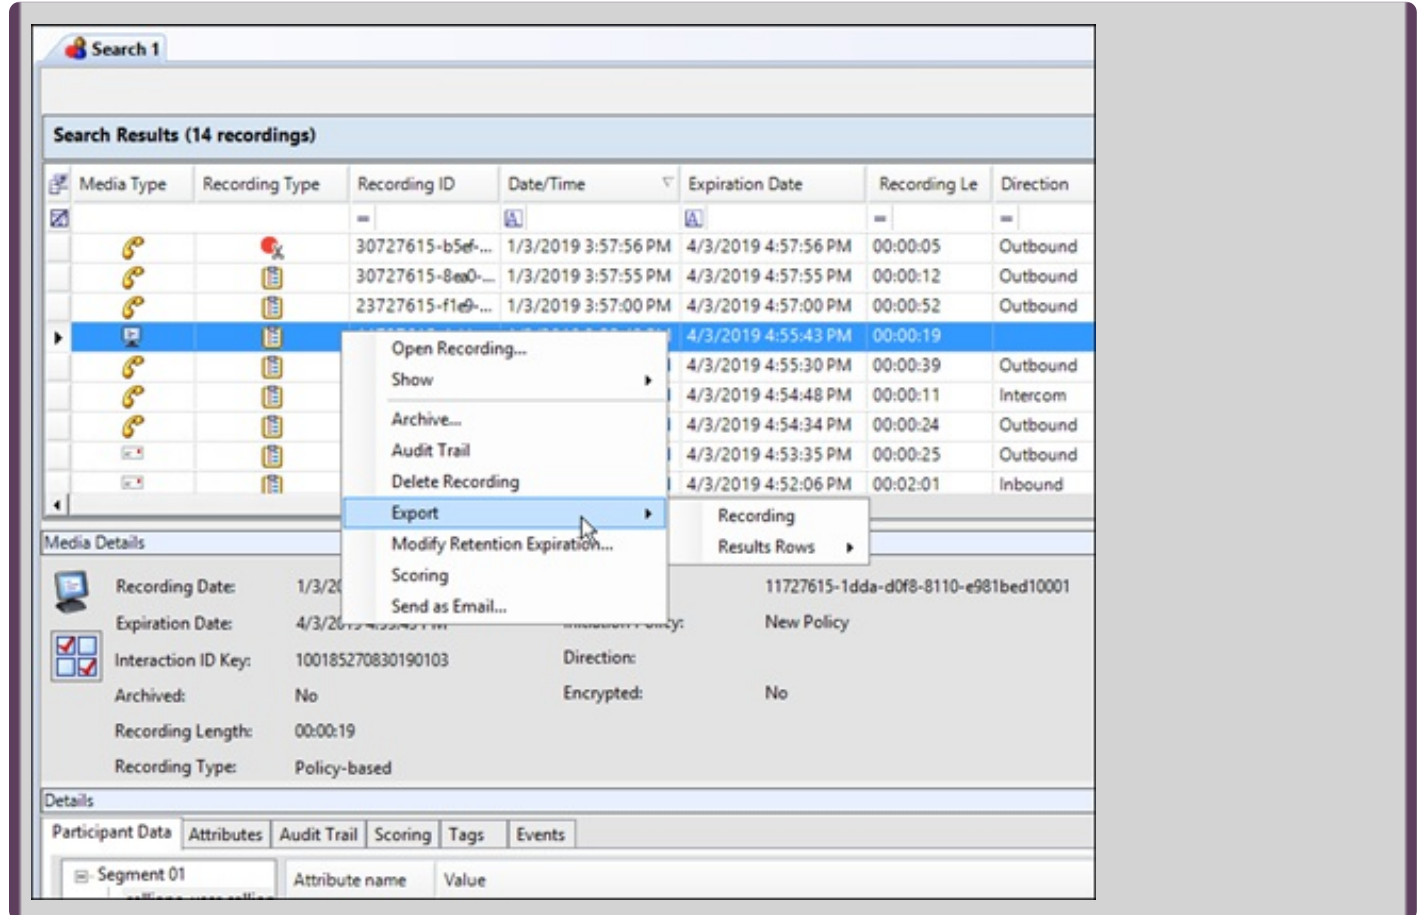 Search 1
Search Results (14 recordings)
Media Type Recording Type Recording ID Date/Time Expiration Date Recording Le Direction
= A A = =
30727615-b5ef-... 1/3/2019 3:57:56 PM 4/3/2019 4:57:56 PM 00:00:05 Outbound
30727615-8ea0-... 1/3/2019 3:57:55 PM 4/3/2019 4:57:55 PM 00:00:12 Outbound
23727615-f1e9-... 1/3/2019 3:57:00 PM 4/3/2019 4:57:00 PM 00:00:52 Outbound
4/3/2019 4:55:43 PM 00:00:19
Open Recording...
4/3/2019 4:55:30 PM 00:00:39 Outbound
Show
4/3/2019 4:54:48 PM 00:00:11 Intercom
Archive...
4/3/2019 4:54:34 PM 00:00:24 Outbound
Audit Trail
4/3/2019 4:53:35 PM 00:00:25 Outbound
Delete Recording
4/3/2019 4:52:06 PM 00:02:01 Inbound
Export
Recording
Modify Retention Expiration...
Results Rows
Scoring
Send as Email...
Media Details
Recording Date: 11727615-1dda-d0f8-8110-e981bed10001
Expiration Date: New Policy
Interaction ID Key: 100185270830190103 Direction:
Archived: No Encrypted: No
Recording Length: 00:00:19
Recording Type: Policy-based
Details
Participant Data Attributes Audit Trail Scoring Tags Events
Segment 01
Attribute name Value